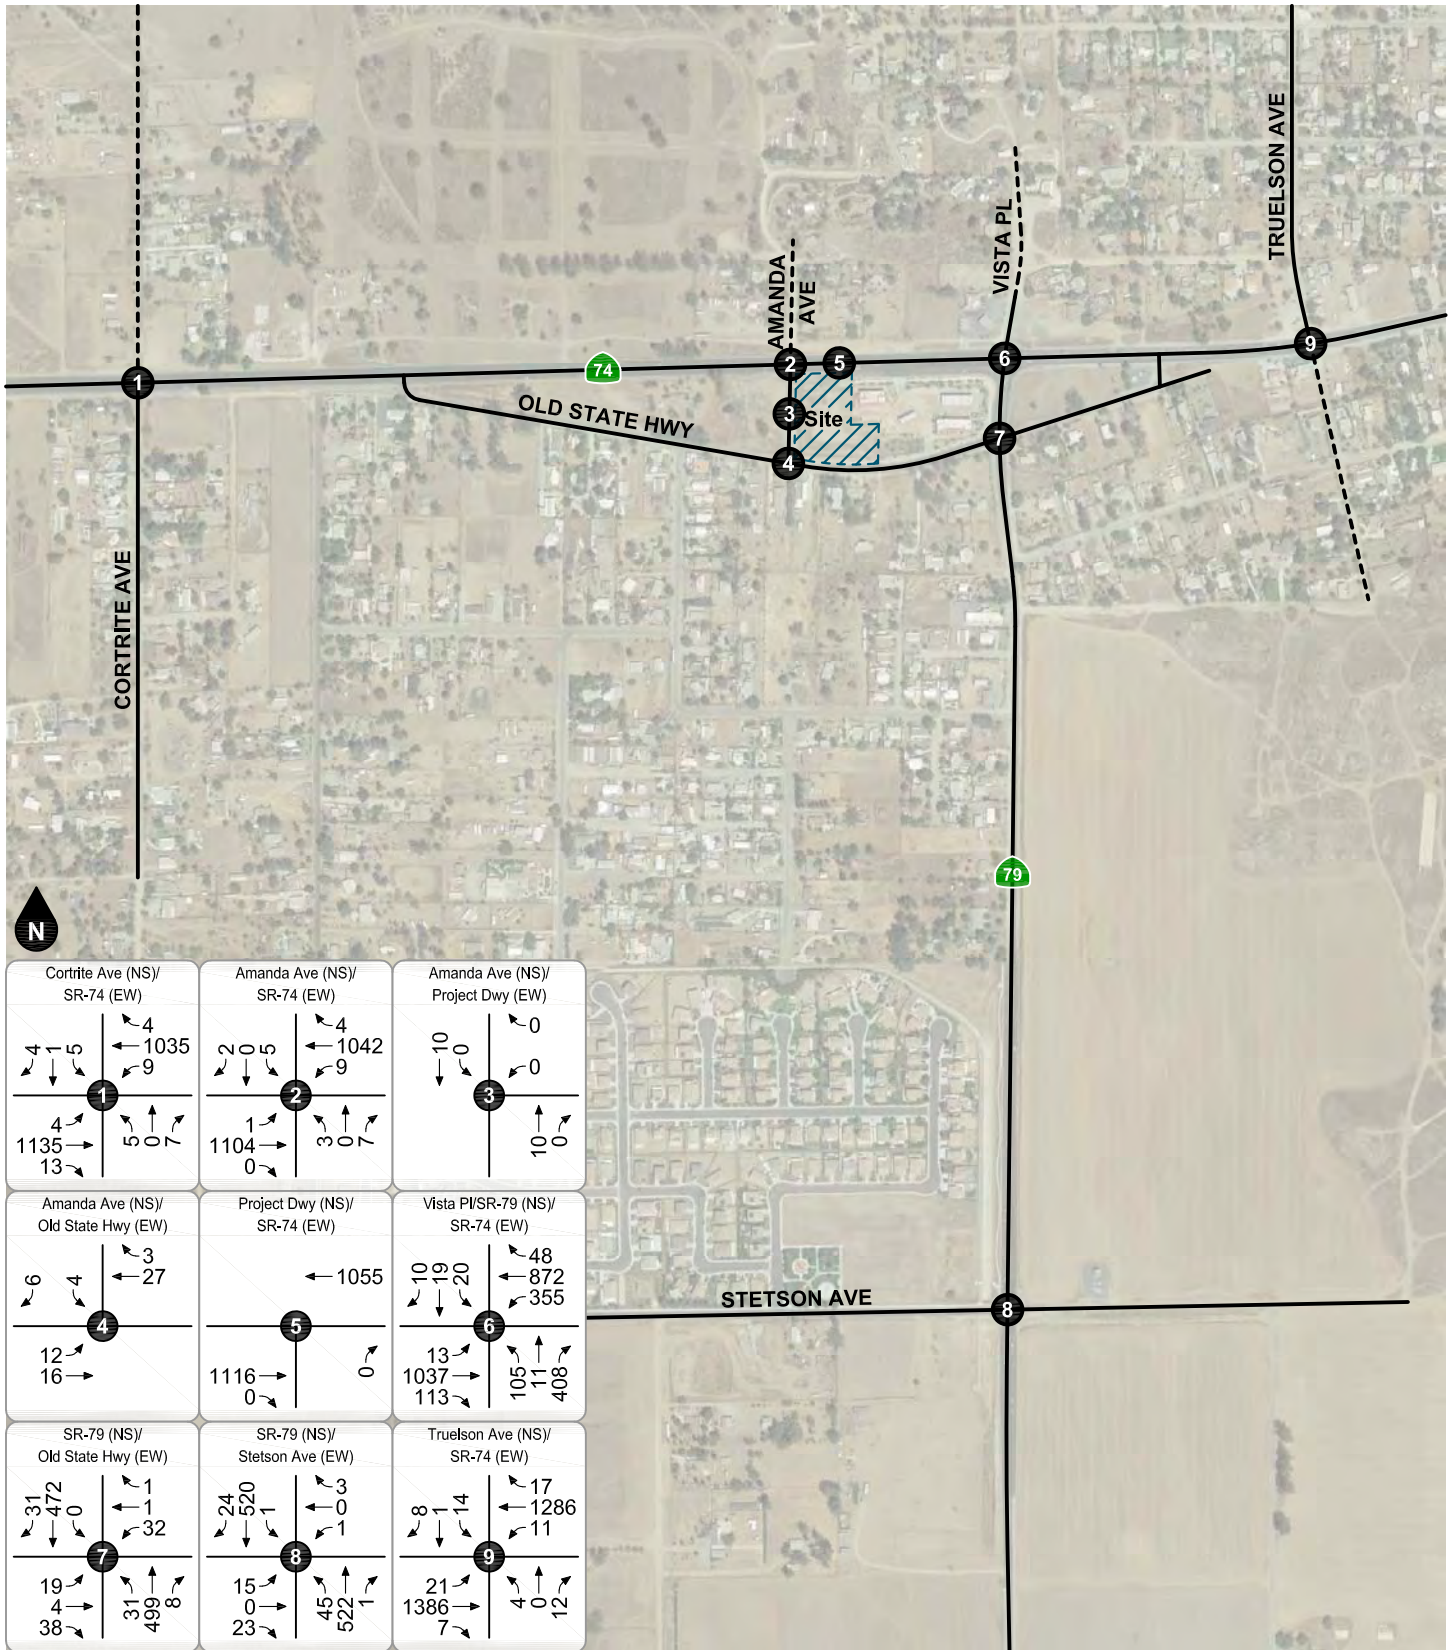 TRUELSON AVE
VISTA PL
AMANDA
AVE
1
74
2
5
6
9
OLD STATE HWY
3
Site
4
7
CORTRITE AVE
79
N
STETSON AVE
8
Cortrite Ave (NS)/
SR-74 (EW)
4 1 5
4
1035
9
1
4
1135
13
5 0 7
Amanda Ave (NS)/
SR-74 (EW)
2 0 5
4
1042
9
2
1
1104
0
3 0 7
Amanda Ave (NS)/
Project Dwy (EW)
10 0
0
0
3
10 0
Amanda Ave (NS)/
Old State Hwy (EW)
6 4
3
27
4
12
16
Project Dwy (NS)/
SR-74 (EW)
1055
5
1116
0
0
Vista Pl/SR-79 (NS)/
SR-74 (EW)
10 19 20
48
872
355
6
13
1037
113
105 11 408
SR-79 (NS)/
Old State Hwy (EW)
31 472 0
1
1
32
7
19
4
38
31 499 8
SR-79 (NS)/
Stetson Ave (EW)
24 520 1
3
0
1
8
15
0
23
45 522 1
Truelson Ave (NS)/
SR-74 (EW)
8 1 14
17
1286
11
9
21
1386
7
4 0 12